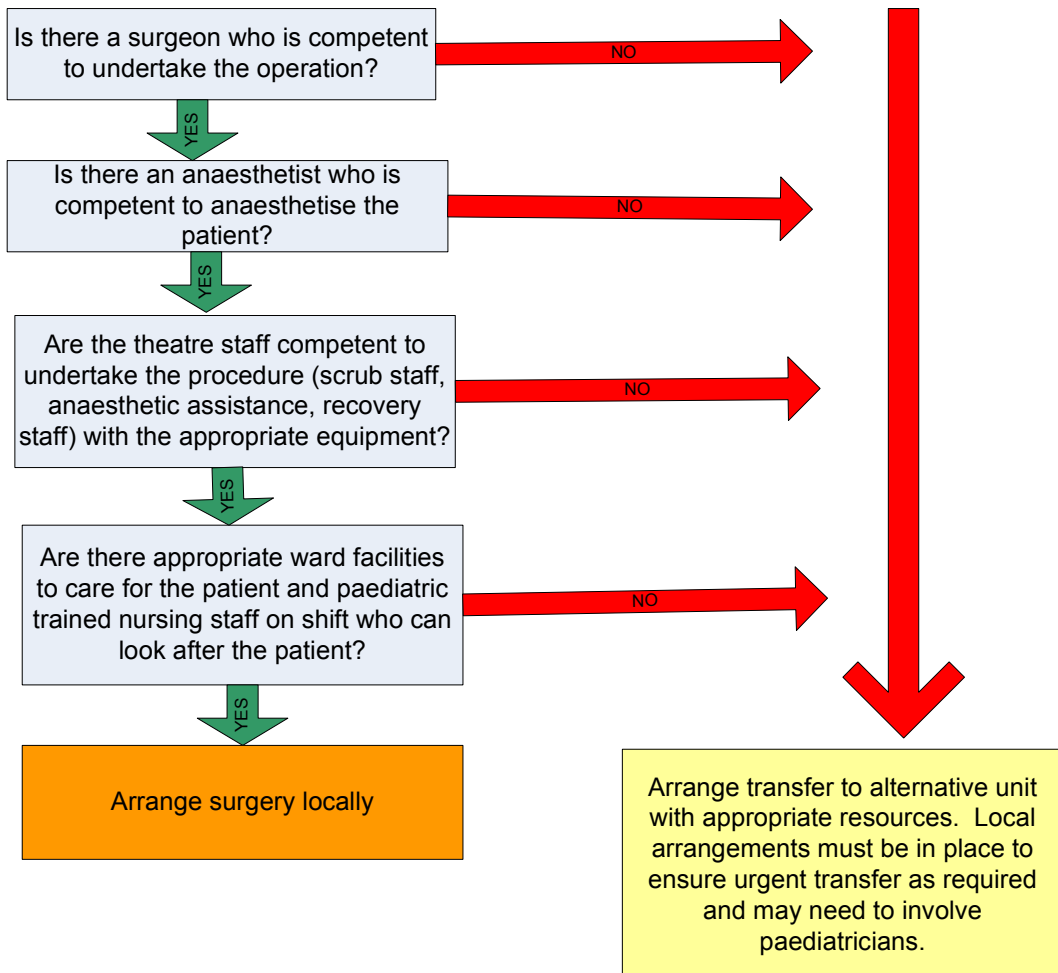 Is there a surgeon who is competent
to undertake the operation?
NO
YES
Is there an anaesthetist who is
competent to anaesthetise the
patient?
NO
YES
Are the theatre staff competent to
undertake the procedure (scrub staff,
anaesthetic assistance, recovery
staff) with the appropriate equipment?
NO
YES
Are there appropriate ward facilities
to care for the patient and paediatric
trained nursing staff on shift who can
look after the patient?
NO
YES
Arrange surgery locally
Arrange transfer to alternative unit
with appropriate resources.  Local
arrangements must be in place to
ensure urgent transfer as required
and may need to involve
paediatricians.